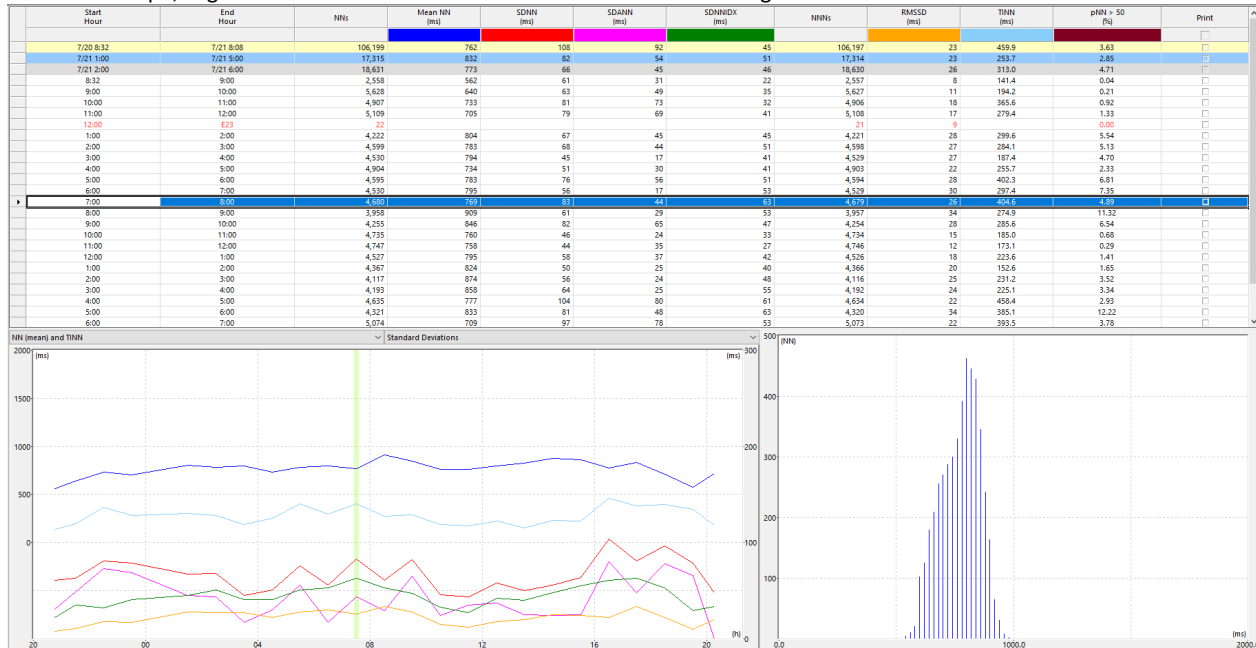 Start Hour End Hour NNs Mean NN (ms) SDNN (ms) SDANN (ms) SDNNIDX (ms) NNNs RMSSD (ms) TINN (ms) pNN > 50 (%) Print
7/20 8:32 7/21 8:08 106,199 762 108 92 45 106,197 23 459.9 3.63
7/21 1:00 7/21 5:00 17,315 832 82 54 51 17,314 23 253.7 2.85
7/21 2:00 7/21 6:00 18,631 773 66 45 46 18,630 26 313.0 4.71
8:32 9:00 2,558 562 61 31 22 2,557 8 141.4 0.04
9:00 10:00 5,628 640 63 49 35 5,627 11 194.2 0.21
10:00 11:00 4,907 733 81 73 32 4,906 18 365.6 0.92
11:00 12:00 5,109 705 79 69 41 5,108 17 279.4 1.33
12:00 E23 22 21 9 0.00
1:00 2:00 4,222 804 67 45 45 4,221 28 299.6 5.54
2:00 3:00 4,599 783 68 44 51 4,598 27 284.1 5.13
3:00 4:00 4,530 794 45 17 41 4,529 27 187.4 4.70
4:00 5:00 4,904 734 51 30 41 4,903 22 255.7 2.33
5:00 6:00 4,595 783 76 56 51 4,594 28 402.3 6.81
6:00 7:00 4,530 795 56 17 53 4,529 30 297.4 7.35
7:00 8:00 4,680 769 83 44 63 4,679 26 404.6 4.89
8:00 9:00 3,958 909 61 29 53 3,957 34 274.9 11.32
9:00 10:00 4,255 846 82 65 47 4,254 28 285.6 6.54
10:00 11:00 4,735 760 46 24 33 4,734 15 185.0 0.68
11:00 12:00 4,747 758 44 35 27 4,746 12 173.1 0.29
12:00 1:00 4,527 795 58 37 42 4,526 18 223.6 1.41
1:00 2:00 4,367 824 50 25 40 4,366 20 152.6 1.65
2:00 3:00 4,117 874 56 24 48 4,116 25 231.2 3.52
3:00 4:00 4,193 858 64 25 55 4,192 24 225.1 3.34
4:00 5:00 4,635 777 104 80 61 4,634 22 458.4 2.93
5:00 6:00 4,321 833 81 48 63 4,320 34 385.1 12.22
6:00 7:00 5,074 709 97 78 53 5,073 22 393.5 3.78
NN (mean) and TINN Standard Deviations
2000 (ms) (ms) 300
1500
1000 200
500
0 100
(h) 0
20 00 04 08 12 16 20
500 (NN)
400
300
200
100
(ms)
0.0 1000.0 2000.